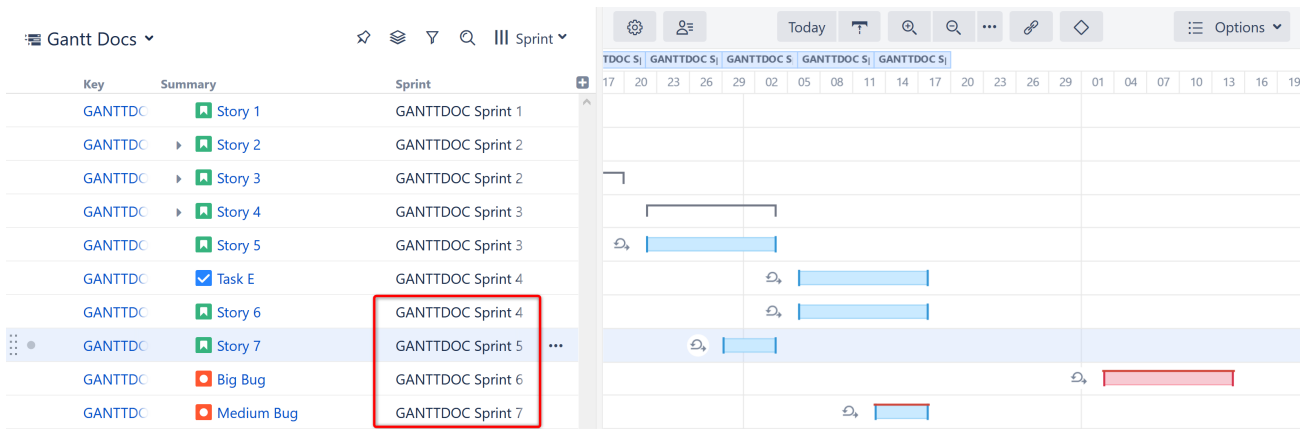 Gantt Docs
Sprint
Today
Options
TDOC S
GANTTDOC S
GANTTDOC S
GANTTDOC S
GANTTDOC S
Key Summary Sprint
17 20 23 26 29 02 05 08 11 14 17 20 23 26 29 01 04 07 10 13 16 19
GANTTDC Story 1 GANTTDOC Sprint 1
GANTTDC Story 2 GANTTDOC Sprint 2
GANTTDC Story 3 GANTTDOC Sprint 2
GANTTDC Story 4 GANTTDOC Sprint 3
GANTTDC Story 5 GANTTDOC Sprint 3
GANTTDC Task E GANTTDOC Sprint 4
GANTTDC Story 6 GANTTDOC Sprint 4
GANTTDC Story 7 GANTTDOC Sprint 5
GANTTDC Big Bug GANTTDOC Sprint 6
GANTTDC Medium Bug GANTTDOC Sprint 7